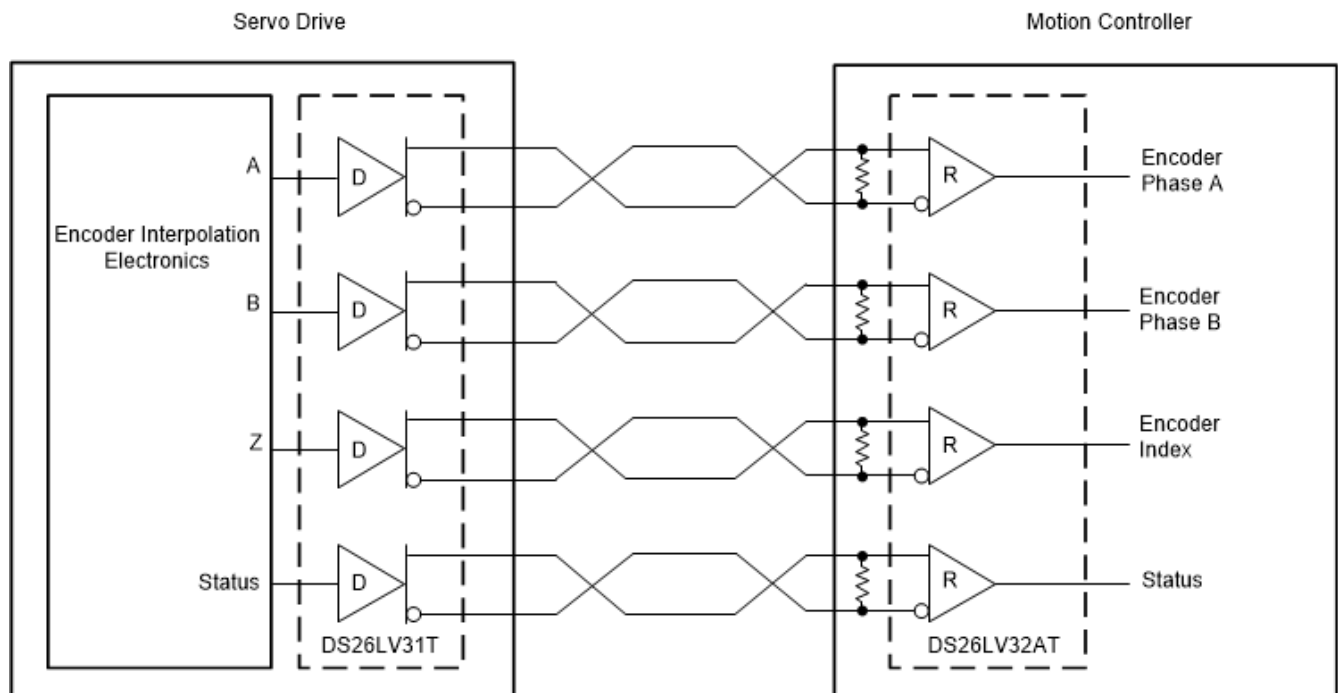 Servo Drive
Motion Controller
A
D
R
Encoder
Phase A
Encoder Interpolation
Electronics
B
D
R
Encoder
Phase B
Z
D
R
Encoder
Index
Status
D
R
Status
DS26LV31T
DS26LV32AT